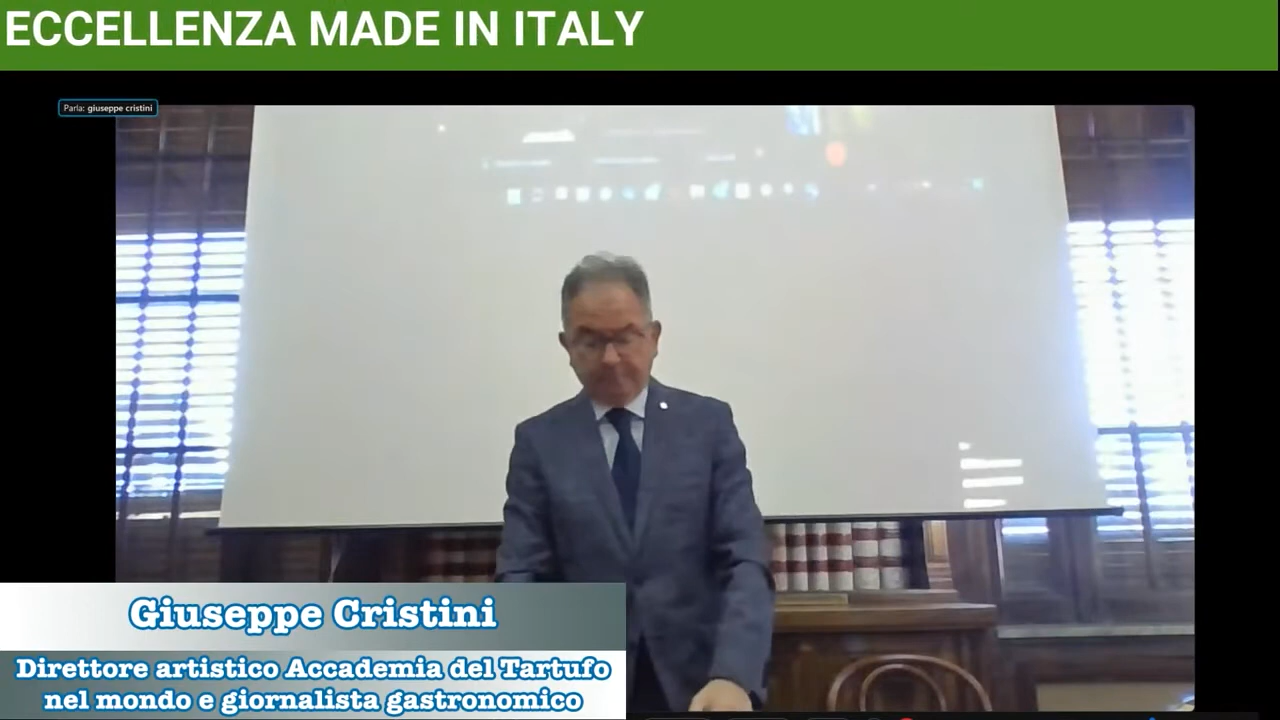 ECCELLENZA MADE IN ITALY
Parla: giuseppe cristini
Giuseppe Cristini
Direttore artistico Accademia del Tartufo
nel mondo e giornalista gastronomico